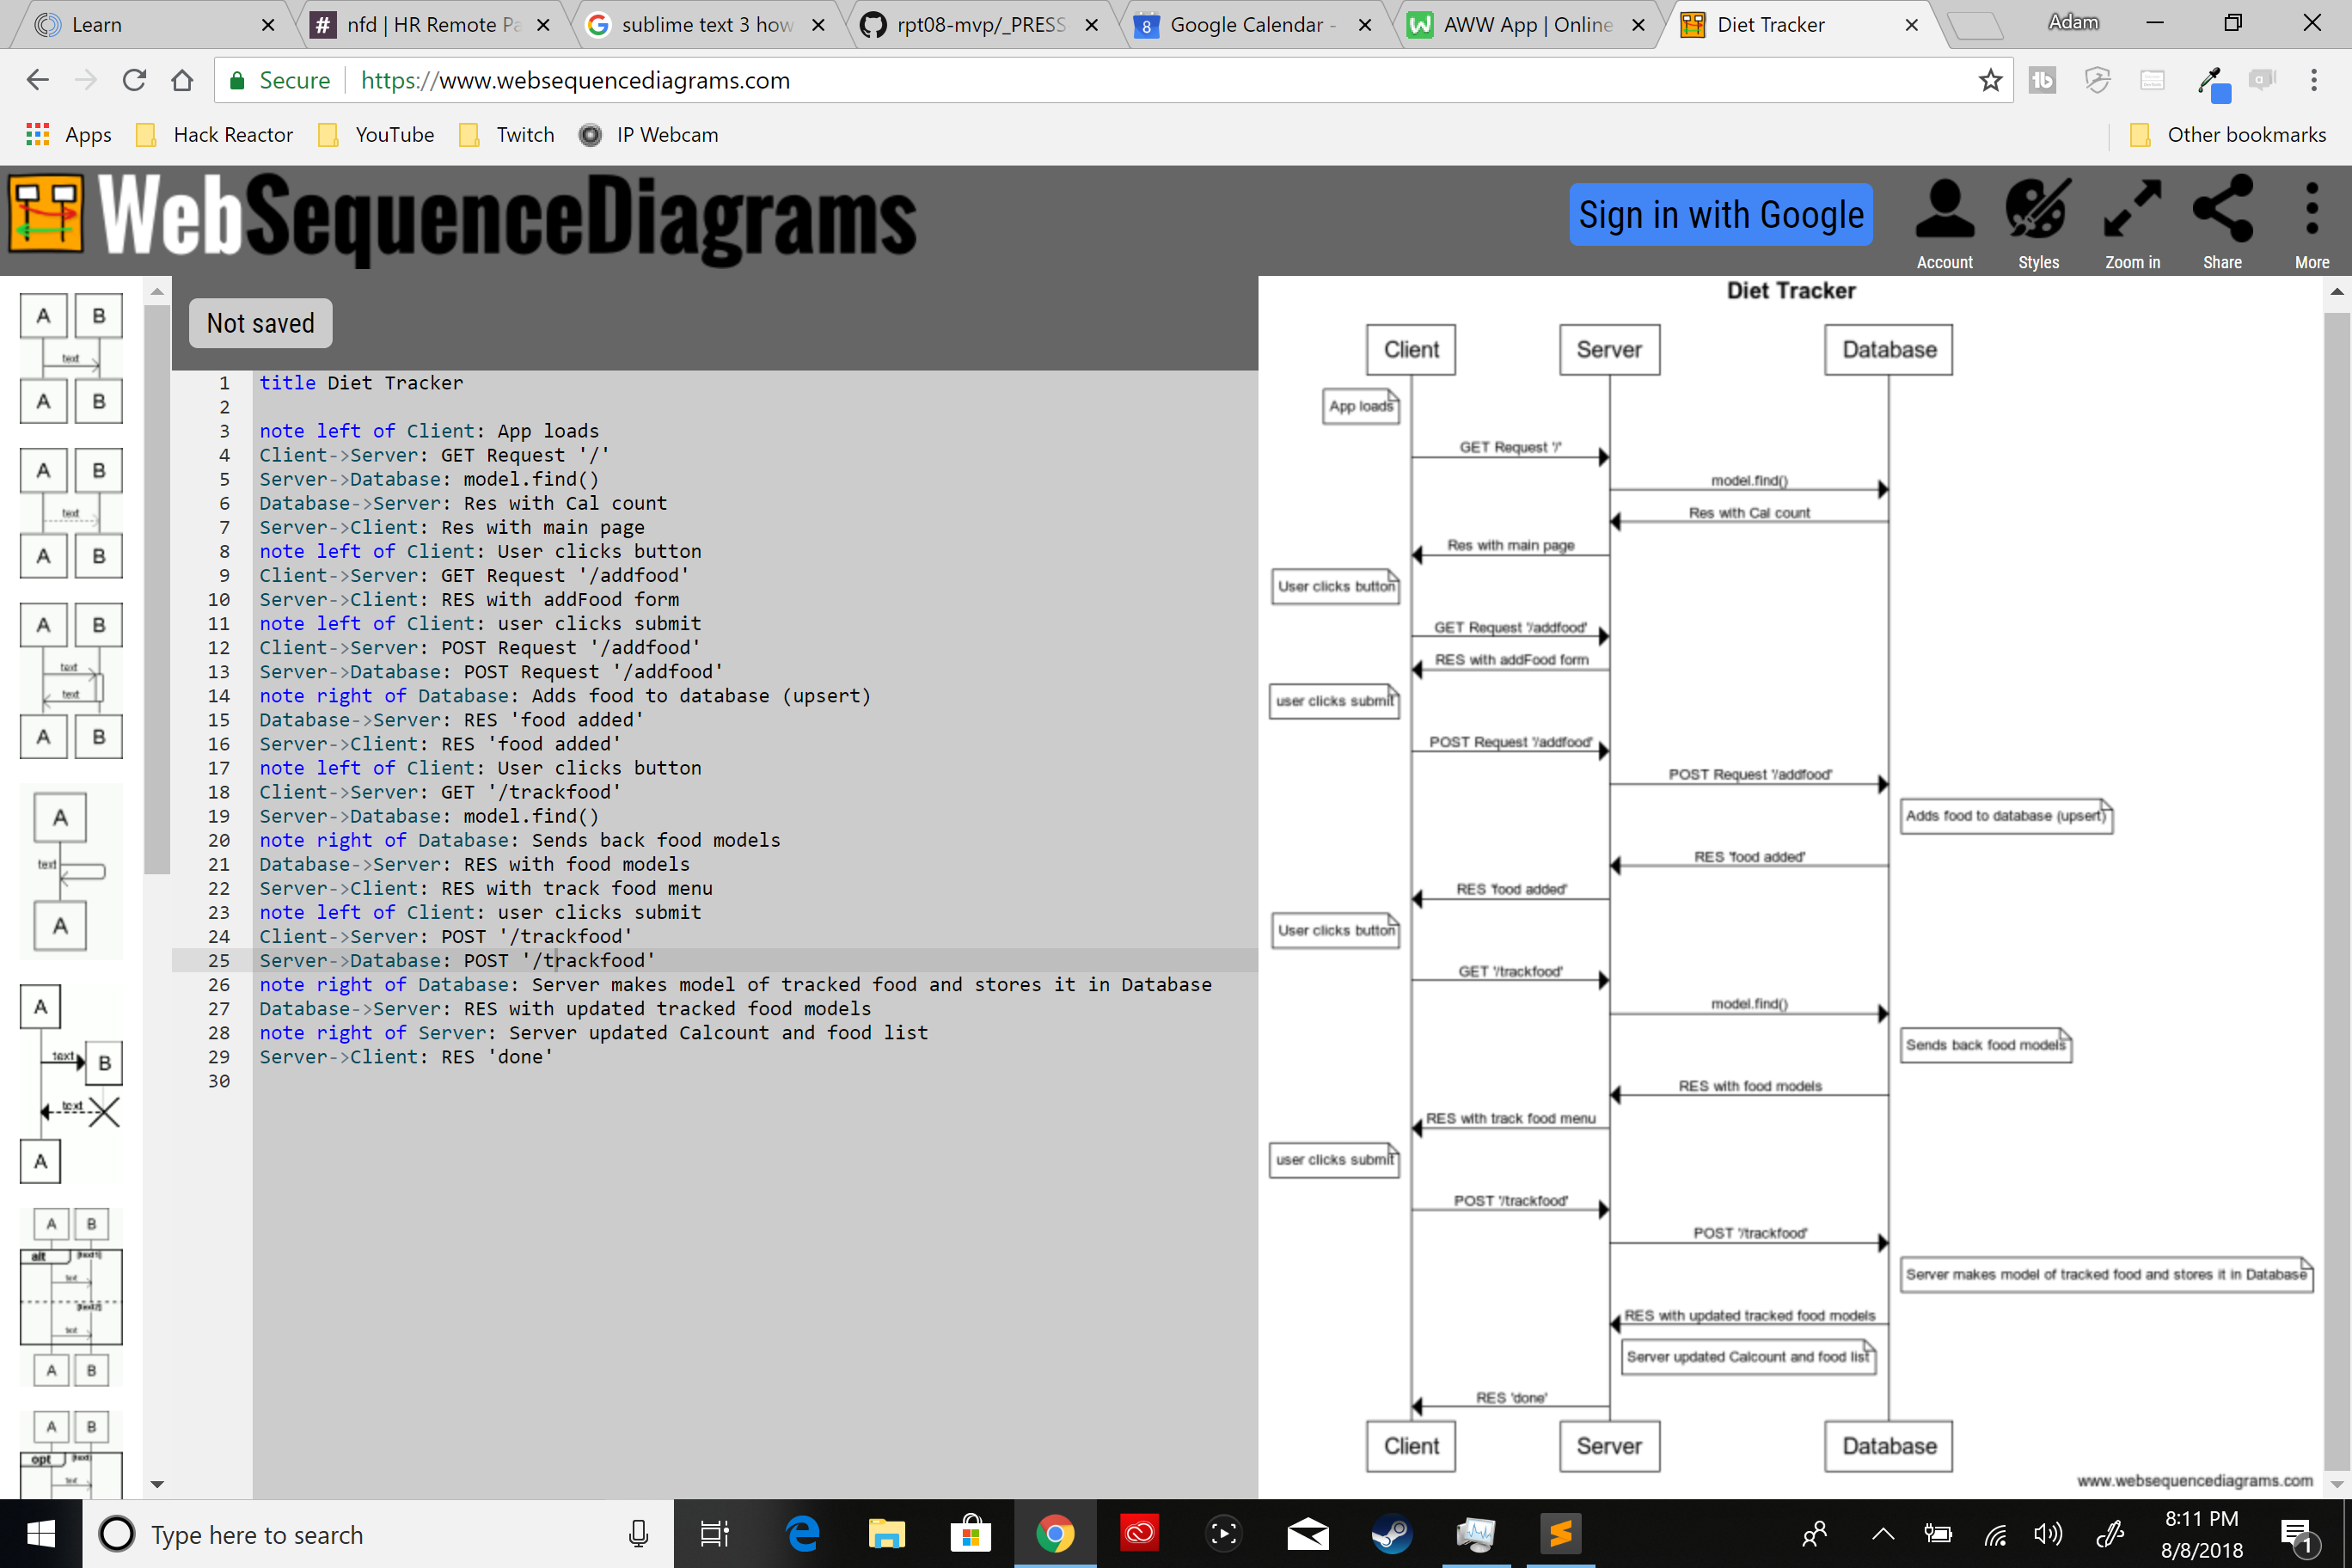 Learn
nfd | HR Remote Pa
sublime text 3 how
rpt08-mvp/_PRESS
Google Calendar -
AWW App | Online
Diet Tracker
Adam
Secure
https://www.websequencediagrams.com
Apps
Hack Reactor
YouTube
Twitch
IP Webcam
Other bookmarks
WebSequenceDiagrams
Sign in with Google
Account
Styles
Zoom in
Share
More
Not saved
1 title Diet Tracker
2
3 note left of Client: App loads
4 Client->Server: GET Request '/'
5 Server->Database: model.find()
6 Database->Server: Res with Cal count
7 Server->Client: Res with main page
8 note left of Client: User clicks button
9 Client->Server: GET Request '/addfood'
10 Server->Client: RES with addFood form
11 note left of Client: user clicks submit
12 Client->Server: POST Request '/addfood'
13 Server->Database: POST Request '/addfood'
14 note right of Database: Adds food to database (upsert)
15 Database->Server: RES 'food added'
16 Server->Client: RES 'food added'
17 note left of Client: User clicks button
18 Client->Server: GET '/trackfood'
19 Server->Database: model.find()
20 note right of Database: Sends back food models
21 Database->Server: RES with food models
22 Server->Client: RES with track food menu
23 note left of Client: user clicks submit
24 Client->Server: POST '/trackfood'
25 Server->Database: POST '/trackfood'
26 note right of Database: Server makes model of tracked food and stores it in Database
27 Database->Server: RES with updated tracked food models
28 note right of Server: Server updated Calcount and food list
29 Server->Client: RES 'done'
30
A B
text
A B
A B
text
A B
A B
text
text
A B
A
text
A
A
text
B
text
A
A B
alt [text1]
text
[text2]
text
A B
A B
opt [text]
text
Diet Tracker
Client
Server
Database
App loads
GET Request '/'
model.find()
Res with Cal count
Res with main page
User clicks button
GET Request '/addfood'
RES with addFood form
user clicks submit
POST Request '/addfood'
POST Request '/addfood'
Adds food to database (upsert)
RES 'food added'
RES 'food added'
User clicks button
GET '/trackfood'
model.find()
Sends back food models
RES with food models
RES with track food menu
user clicks submit
POST '/trackfood'
POST '/trackfood'
Server makes model of tracked food and stores it in Database
RES with updated tracked food models
Server updated Calcount and food list
RES 'done'
Client
Server
Database
www.websequencediagrams.com
Type here to search
8:11 PM
8/8/2018
1